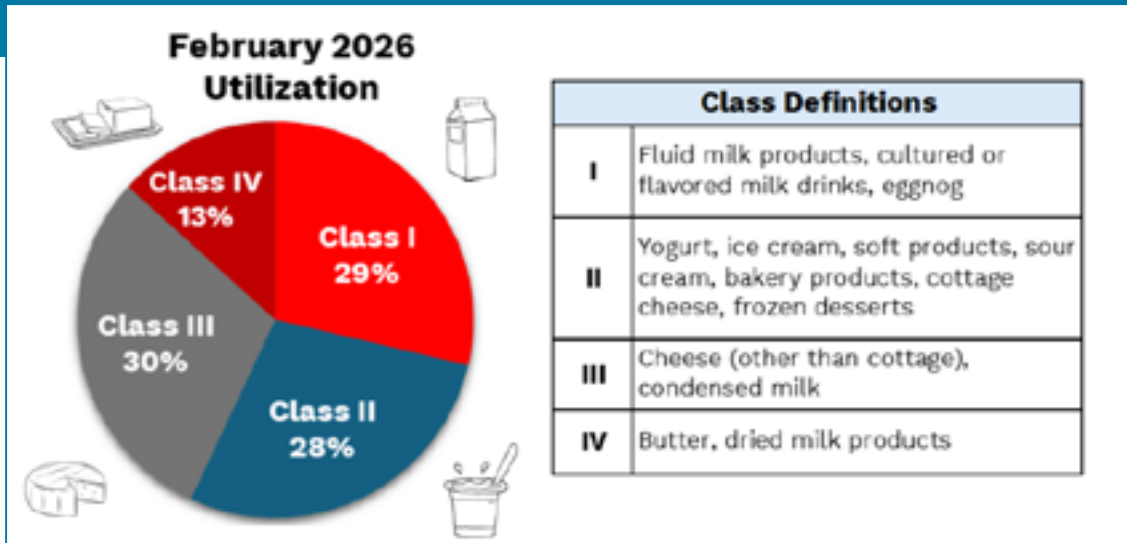 February 2026
Utilization
Class IV
13%
Class I
29%
Class III
30%
Class II
28%
Class Definitions
I
Fluid milk products, cultured or
flavored milk drinks, eggnog
II
Yogurt, ice cream, soft products, sour
cream, bakery products, cottage
cheese, frozen desserts
III
Cheese (other than cottage),
condensed milk
IV
Butter, dried milk products